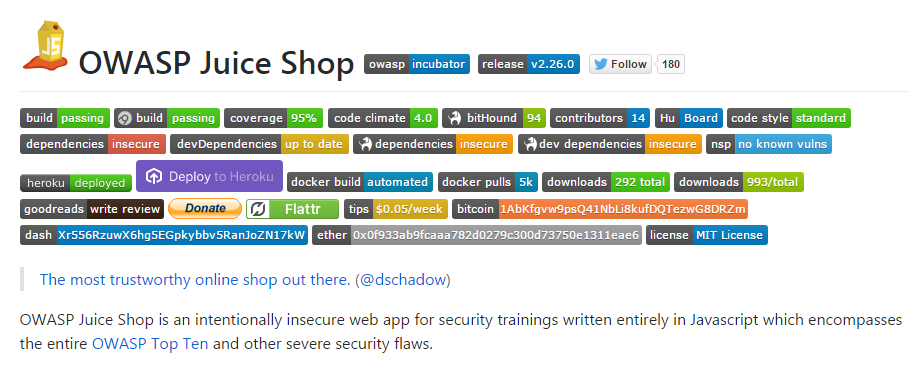 JS OWASP Juice Shop owasp incubator release v2.26.0 Follow 180
build passing build passing coverage 95% code climate 4.0 bitHound 94 contributors 14 Hu Board code style standard
dependencies insecure devDependencies up to date dependencies insecure dev dependencies insecure nsp no known vulns
heroku deployed Deploy to Heroku docker build automated docker pulls 5k downloads 292 total downloads 993/total
goodreads write review Donate Flattr tips $0.05/week bitcoin 1AbKfgvw9psQ41NbLi8kufDQTezwG8DRZm
dash Xr556RzuwX6hg5EGpkybbv5RanJoZN17kW ether 0x0f933ab9fcaaa782d0279c300d73750e1311eae6 license MIT License
The most trustworthy online shop out there. (@dschadow)
OWASP Juice Shop is an intentionally insecure web app for security trainings written entirely in Javascript which encompasses
the entire OWASP Top Ten and other severe security flaws.